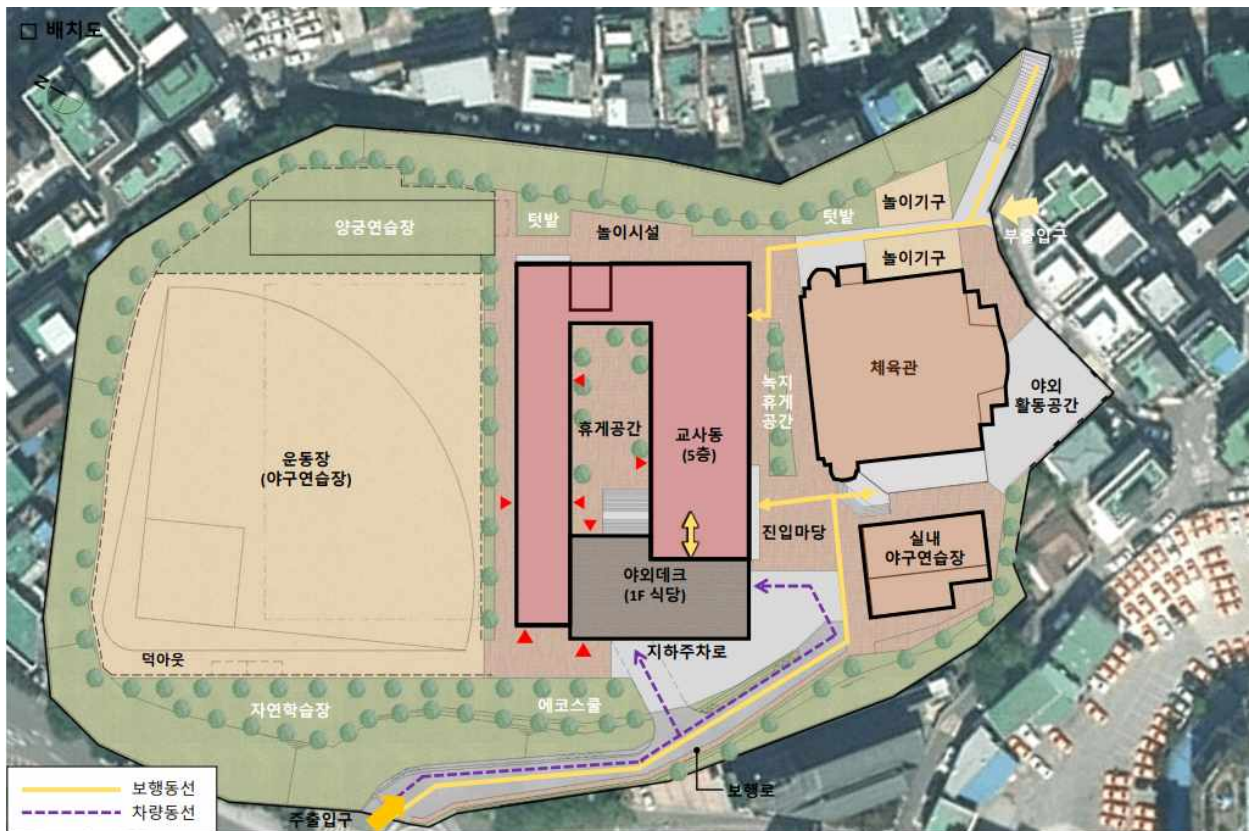 배치도
N
양궁연습장
텃밭
놀이시설
텃밭
놀이기구
놀이기구
부출입구
체육관
야외
활동공간
녹지
휴게
공간
휴게공간
교사동
(5층)
운동장
(야구연습장)
진입마당
실내
야구연습장
야외데크
(1F 식당)
지하주차로
덕아웃
자연학습장
에코스쿨
보행로
주출입구
보행동선
차량동선